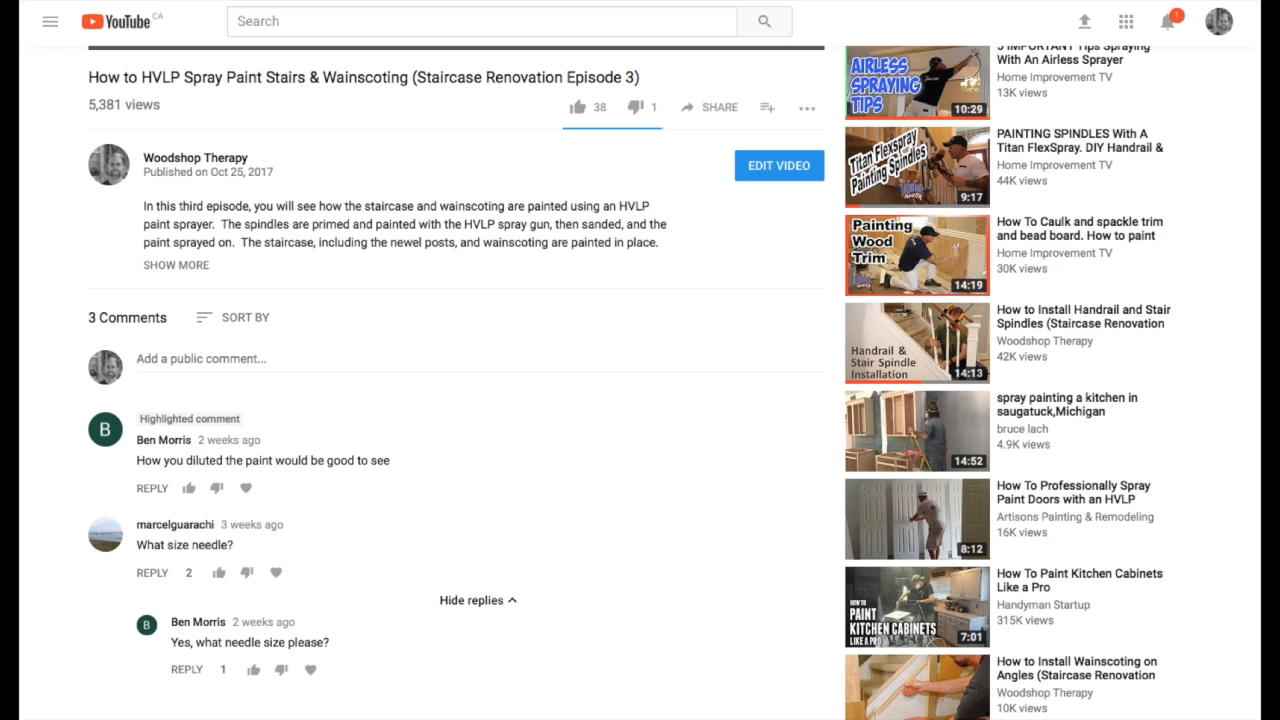 YouTube CA
Search
1
How to HVLP Spray Paint Stairs & Wainscoting (Staircase Renovation Episode 3)
5,381 views
38
1
SHARE
Woodshop Therapy
Published on Oct 25, 2017
EDIT VIDEO
In this third episode, you will see how the staircase and wainscoting are painted using an HVLP
paint sprayer. The spindles are primed and painted with the HVLP spray gun, then sanded, and the
paint sprayed on. The staircase, including the newel posts, and wainscoting are painted in place.
SHOW MORE
3 Comments
SORT BY
Add a public comment...
B
Highlighted comment
Ben Morris 2 weeks ago
How you diluted the paint would be good to see
REPLY
marcelguarachi 3 weeks ago
What size needle?
REPLY 2
Hide replies
B
Ben Morris 2 weeks ago
Yes, what needle size please?
REPLY 1
AIRLESS
SPRAYING
TIPS
10:29
5 IMPORTANT Tips Spraying
With An Airless Sprayer
Home Improvement TV
13K views
Titan Flexspray
Painting Spindles
9:17
PAINTING SPINDLES With A
Titan FlexSpray. DIY Handrail &
Home Improvement TV
44K views
Painting
Wood
Trim
14:19
How To Caulk and spackle trim
and bead board. How to paint
Home Improvement TV
30K views
Handrail &
Stair Spindle
Installation
14:13
How to Install Handrail and Stair
Spindles (Staircase Renovation
Woodshop Therapy
42K views
14:52
spray painting a kitchen in
saugatuck,Michigan
bruce lach
4.9K views
8:12
How To Professionally Spray
Paint Doors with an HVLP
Artisons Painting & Remodeling
16K views
HOW TO
PAINT
KITCHEN CABINETS
LIKE A PRO
7:01
How To Paint Kitchen Cabinets
Like a Pro
Handyman Startup
315K views
How to Install Wainscoting on
Angles (Staircase Renovation
Woodshop Therapy
10K views